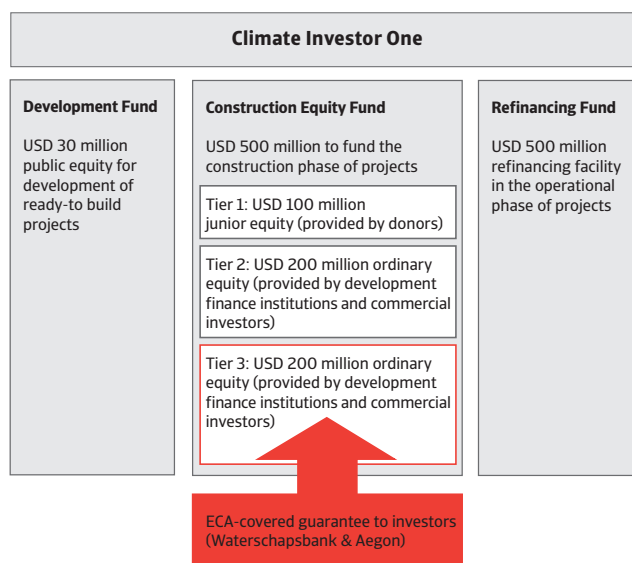 Climate Investor One
Development Fund
USD 30 million
public equity for
development of
ready-to build
projects
Construction Equity Fund
USD 500 million to fund the
construction phase of projects
Tier 1: USD 100 million
junior equity (provided by donors)
Tier 2: USD 200 million ordinary
equity (provided by development
finance institutions and commercial
investors)
Tier 3: USD 200 million ordinary
equity (provided by development
finance institutions and commercial
investors)
ECA-covered guarantee to investors
(Waterschapsbank & Aegon)
Refinancing Fund
USD 500 million
refinancing facility
in the operational
phase of projects